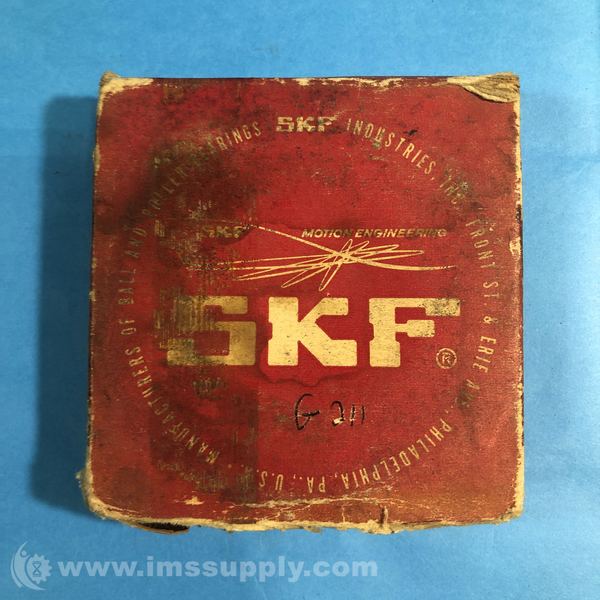 MANUFACTURERS OF BALL AND ROLLER BEARINGS SKF INDUSTRIES, INC., FRONT ST. & ERIE AVE., PHILADELPHIA, PA., U.S.A.
SKF MOTION ENGINEERING
SKF®
G 211
www.imssupply.com